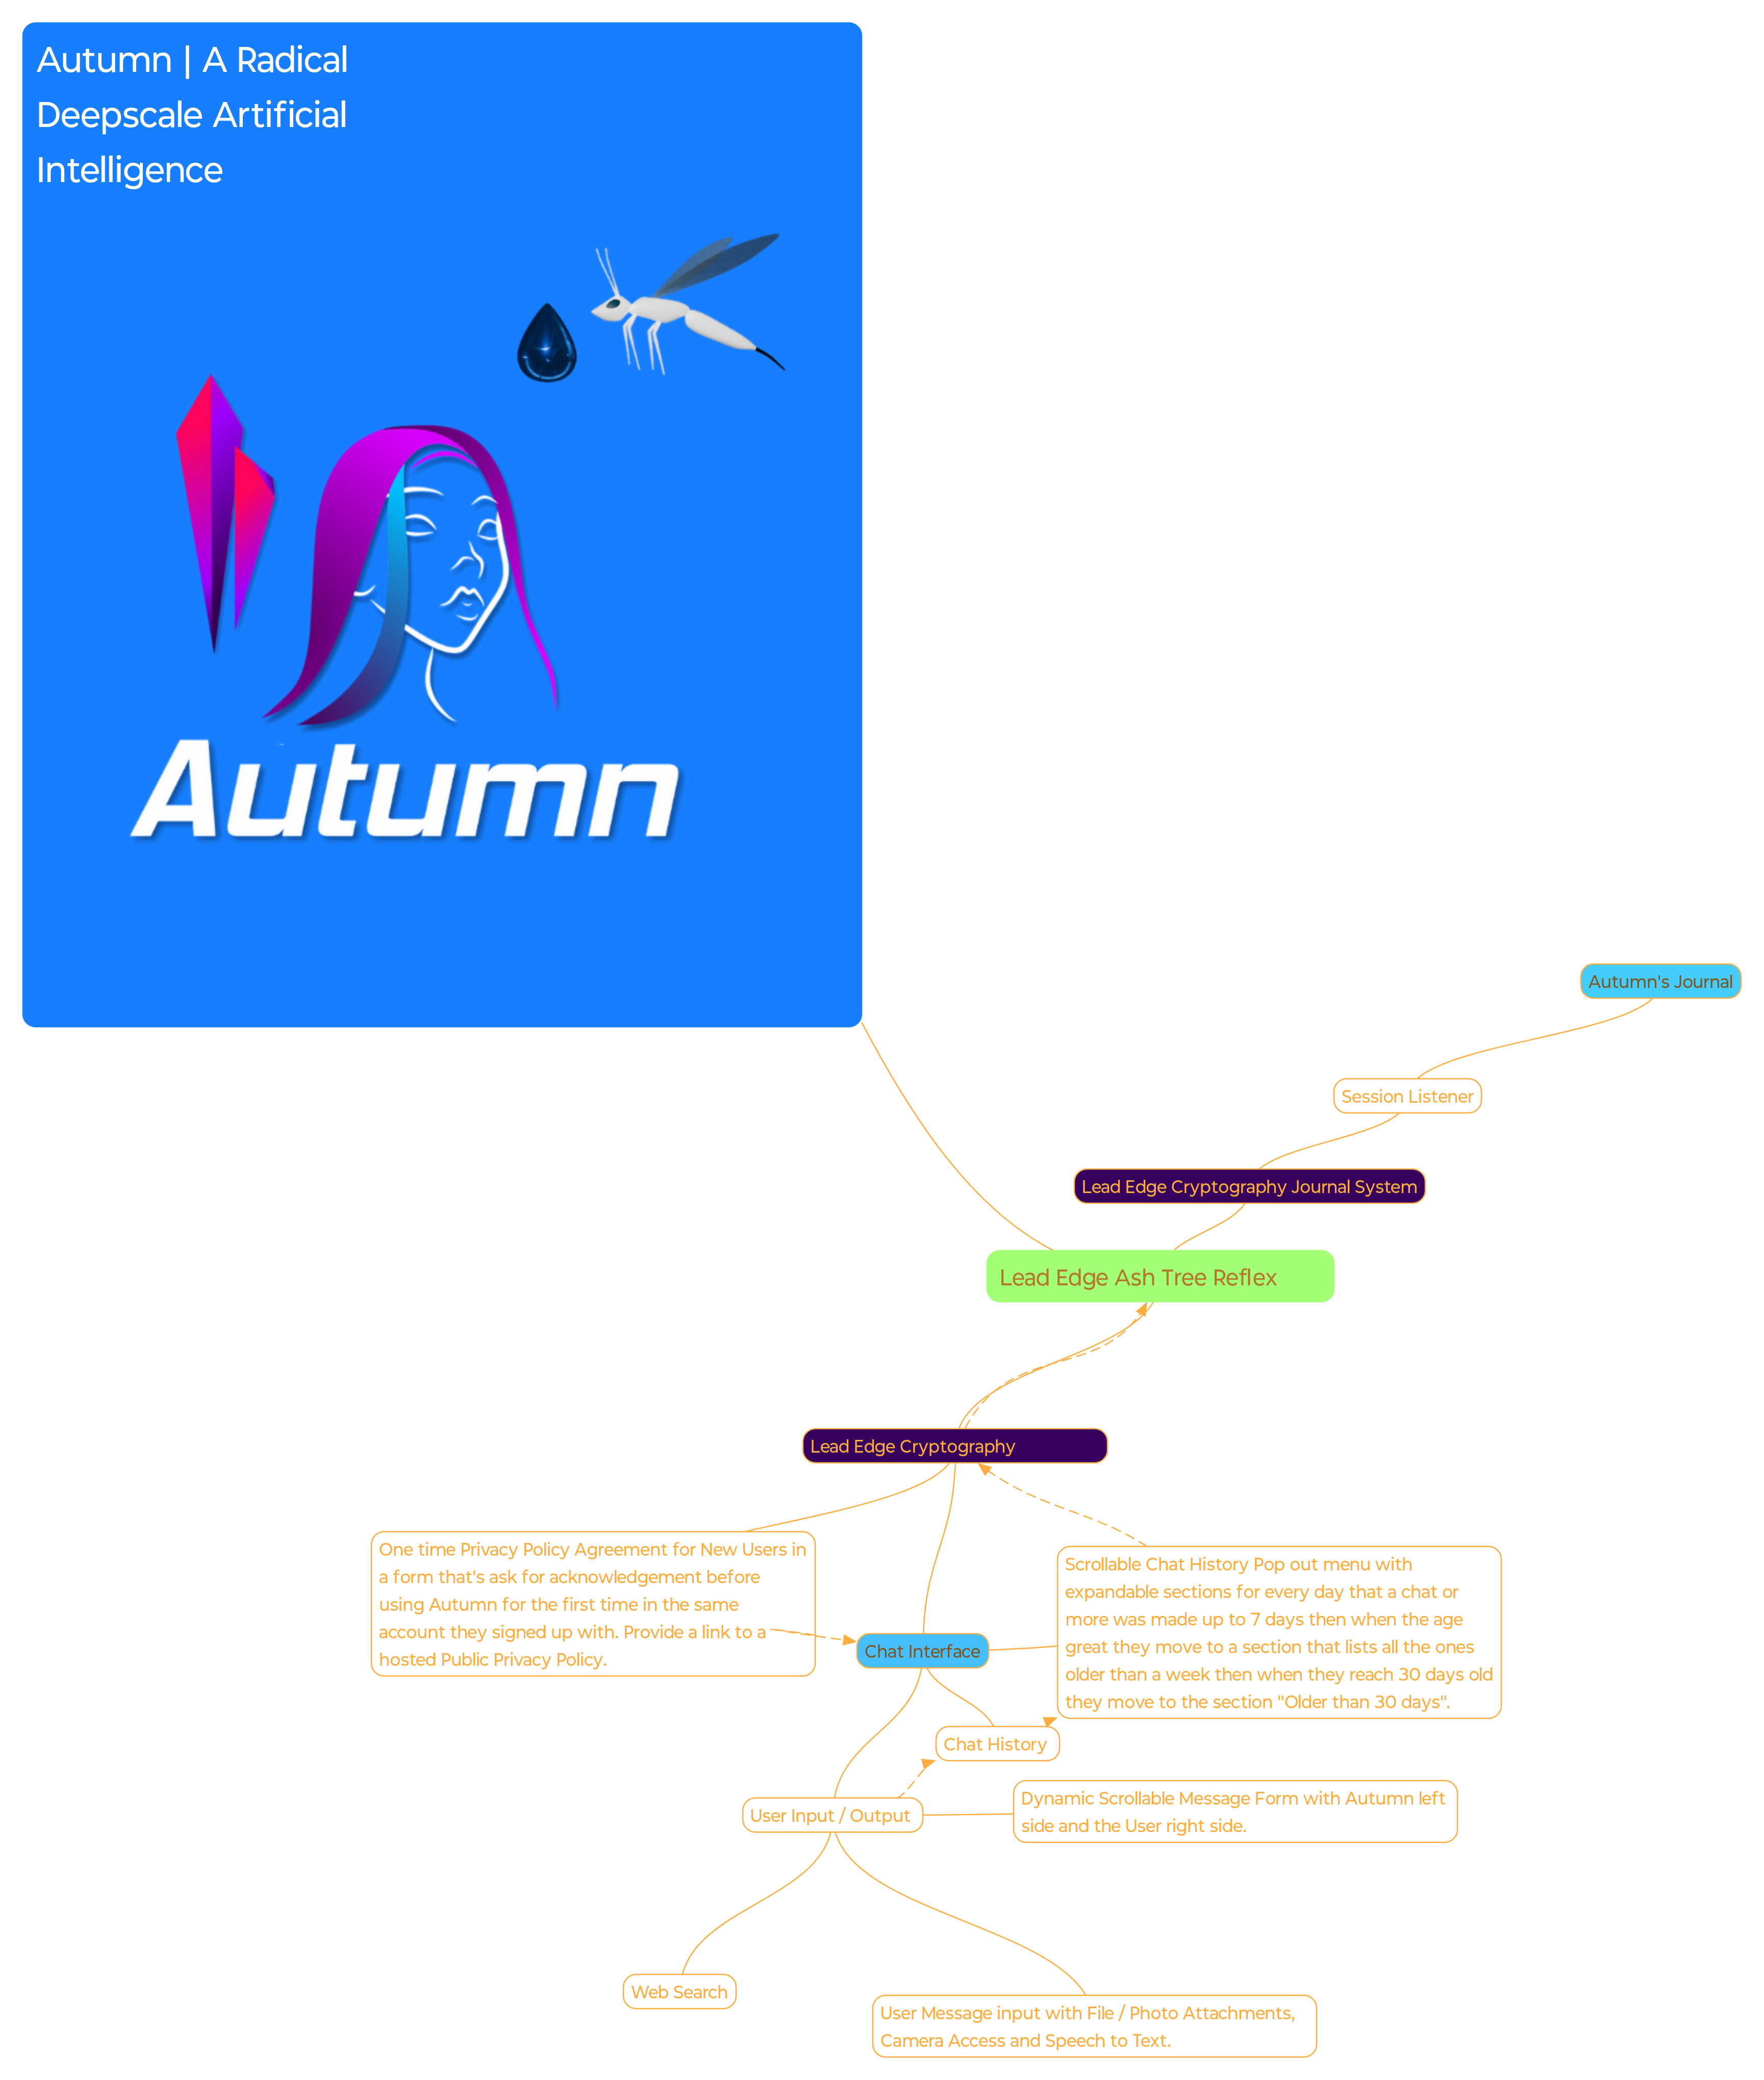 Autumn | A Radical
Deepscale Artificial
Intelligence
Autumn
Autumn's Journal
Session Listener
Lead Edge Cryptography Journal System
Lead Edge Ash Tree Reflex
Lead Edge Cryptography
One time Privacy Policy Agreement for New Users in
a form that's ask for acknowledgement before
using Autumn for the first time in the same
account they signed up with. Provide a link to a
hosted Public Privacy Policy.
Scrollable Chat History Pop out menu with
expandable sections for every day that a chat or
more was made up to 7 days then when the age
great they move to a section that lists all the ones
older than a week then when they reach 30 days old
they move to the section "Older than 30 days".
Chat Interface
Chat History
User Input / Output
Dynamic Scrollable Message Form with Autumn left
side and the User right side.
Web Search
User Message input with File / Photo Attachments,
Camera Access and Speech to Text.